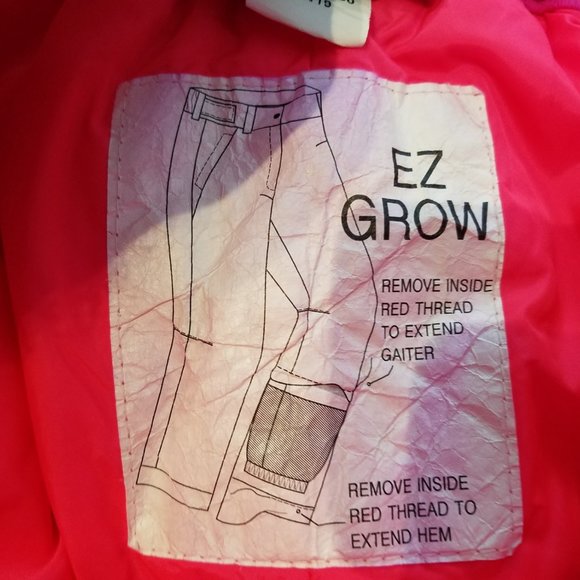 EZ
GROW
REMOVE INSIDE
RED THREAD
TO EXTEND
GAITER
REMOVE INSIDE
RED THREAD TO
EXTEND HEM